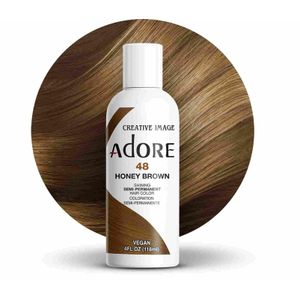 CREATIVE IMAGE
ADORE
48
HONEY BROWN
SHINING
SEMI-PERMANENT
HAIR COLOR
COLORATION
SEMI-PERMANENTE
VEGAN
4FL OZ (118ml)